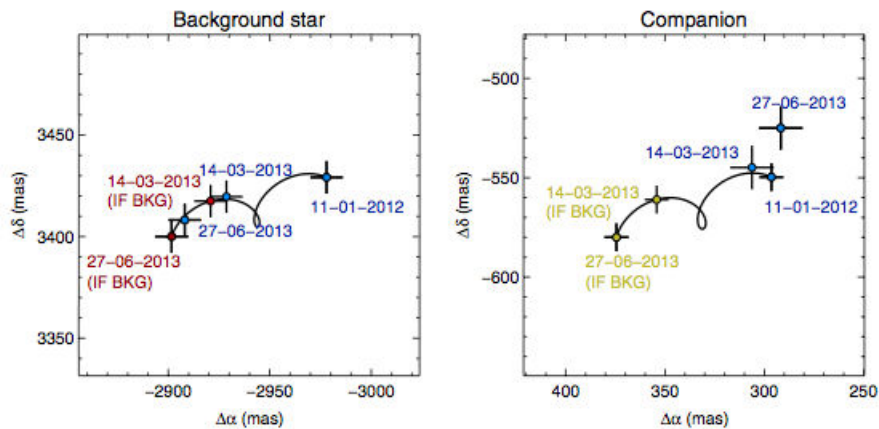 Background star
3450
3400
3350
Δδ (mas)
14-03-2013
(IF BKG)
14-03-2013
11-01-2012
27-06-2013
27-06-2013
(IF BKG)
-2900
-2950
-3000
Δα (mas)
Companion
-500
-550
-600
Δδ (mas)
27-06-2013
14-03-2013
14-03-2013
(IF BKG)
11-01-2012
27-06-2013
(IF BKG)
400
350
300
250
Δα (mas)